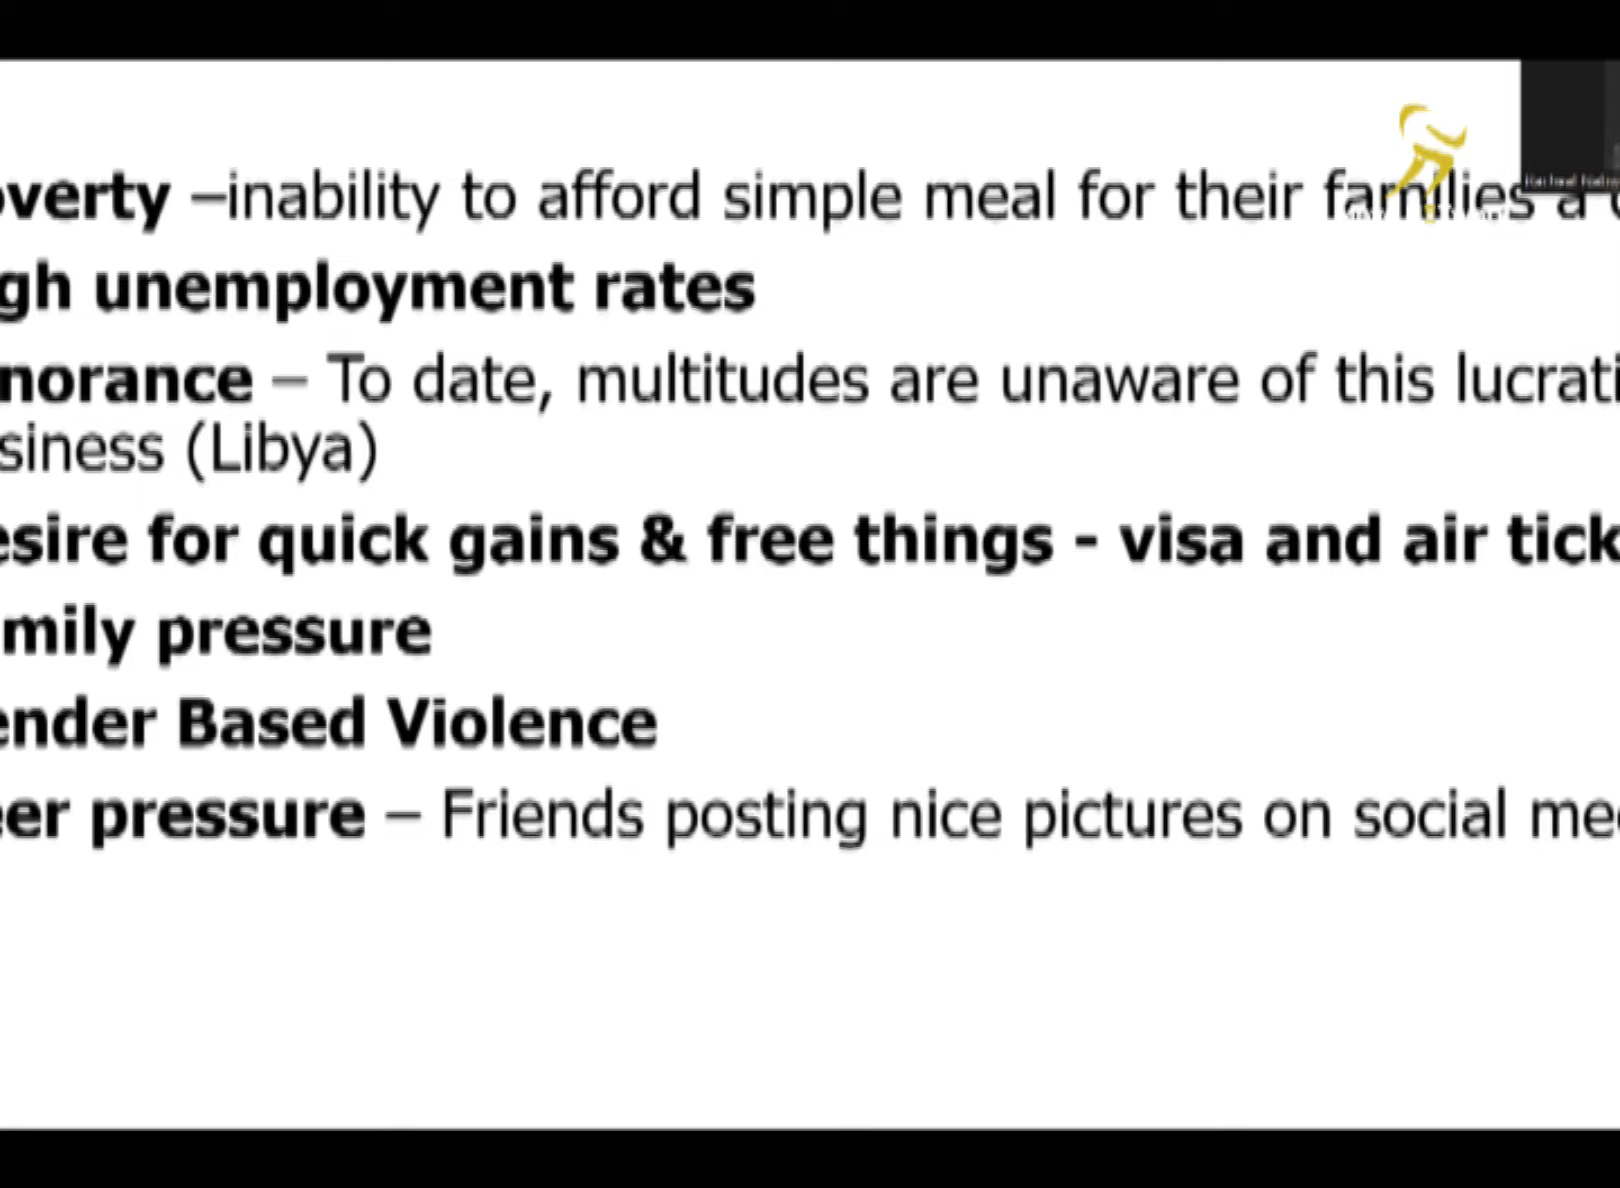 overty –inability to afford simple meal for their families a
gh unemployment rates
norance – To date, multitudes are unaware of this lucrati
siness (Libya)
esire for quick gains & free things - visa and air tick
mily pressure
ender Based Violence
eer pressure – Friends posting nice pictures on social me